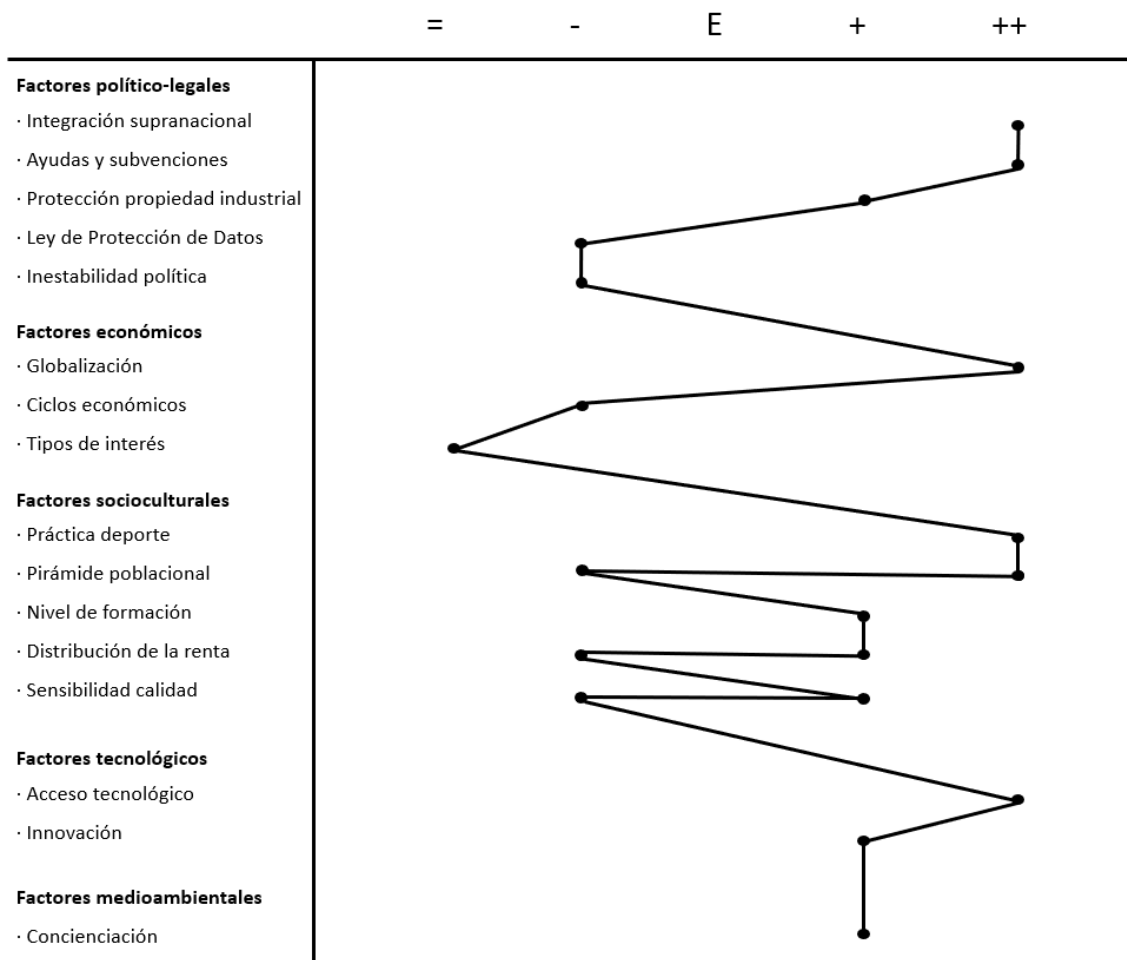 = - E + ++
Factores político-legales
· Integración supranacional
· Ayudas y subvenciones
· Protección propiedad industrial
· Ley de Protección de Datos
· Inestabilidad política
Factores económicos
· Globalización
· Ciclos económicos
· Tipos de interés
Factores socioculturales
· Práctica deporte
· Pirámide poblacional
· Nivel de formación
· Distribución de la renta
· Sensibilidad calidad
Factores tecnológicos
· Acceso tecnológico
· Innovación
Factores medioambientales
· Concienciación